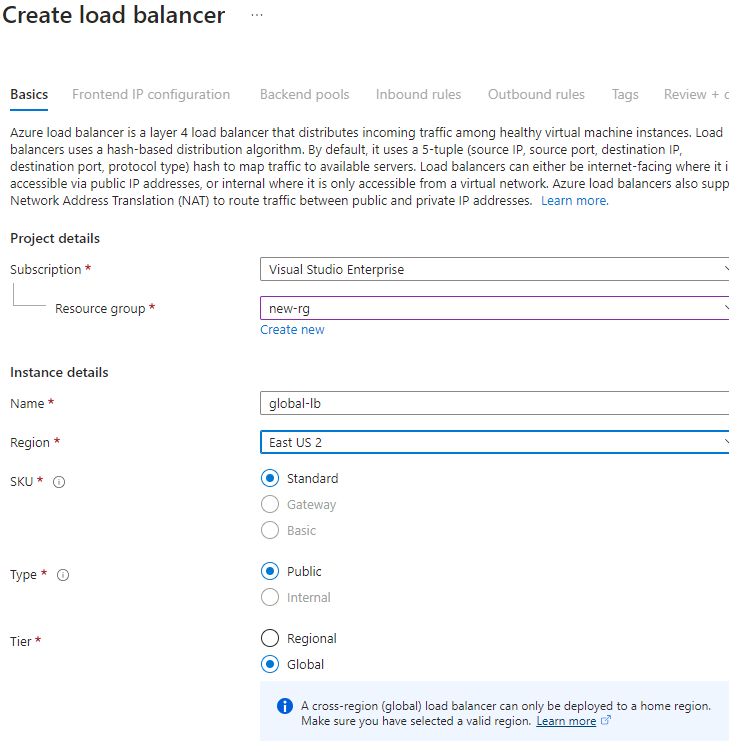 Create load balancer ...
Basics Frontend IP configuration Backend pools Inbound rules Outbound rules Tags Review + c
Azure load balancer is a layer 4 load balancer that distributes incoming traffic among healthy virtual machine instances. Load
balancers uses a hash-based distribution algorithm. By default, it uses a 5-tuple (source IP, source port, destination IP,
destination port, protocol type) hash to map traffic to available servers. Load balancers can either be internet-facing where it i
accessible via public IP addresses, or internal where it is only accessible from a virtual network. Azure load balancers also supp
Network Address Translation (NAT) to route traffic between public and private IP addresses. Learn more.
Project details
Subscription *
Visual Studio Enterprise
Resource group *
new-rg
Create new
Instance details
Name *
global-lb
Region *
East US 2
SKU *
Standard
Gateway
Basic
Type *
Public
Internal
Tier *
Regional
Global
A cross-region (global) load balancer can only be deployed to a home region.
Make sure you have selected a valid region. Learn more